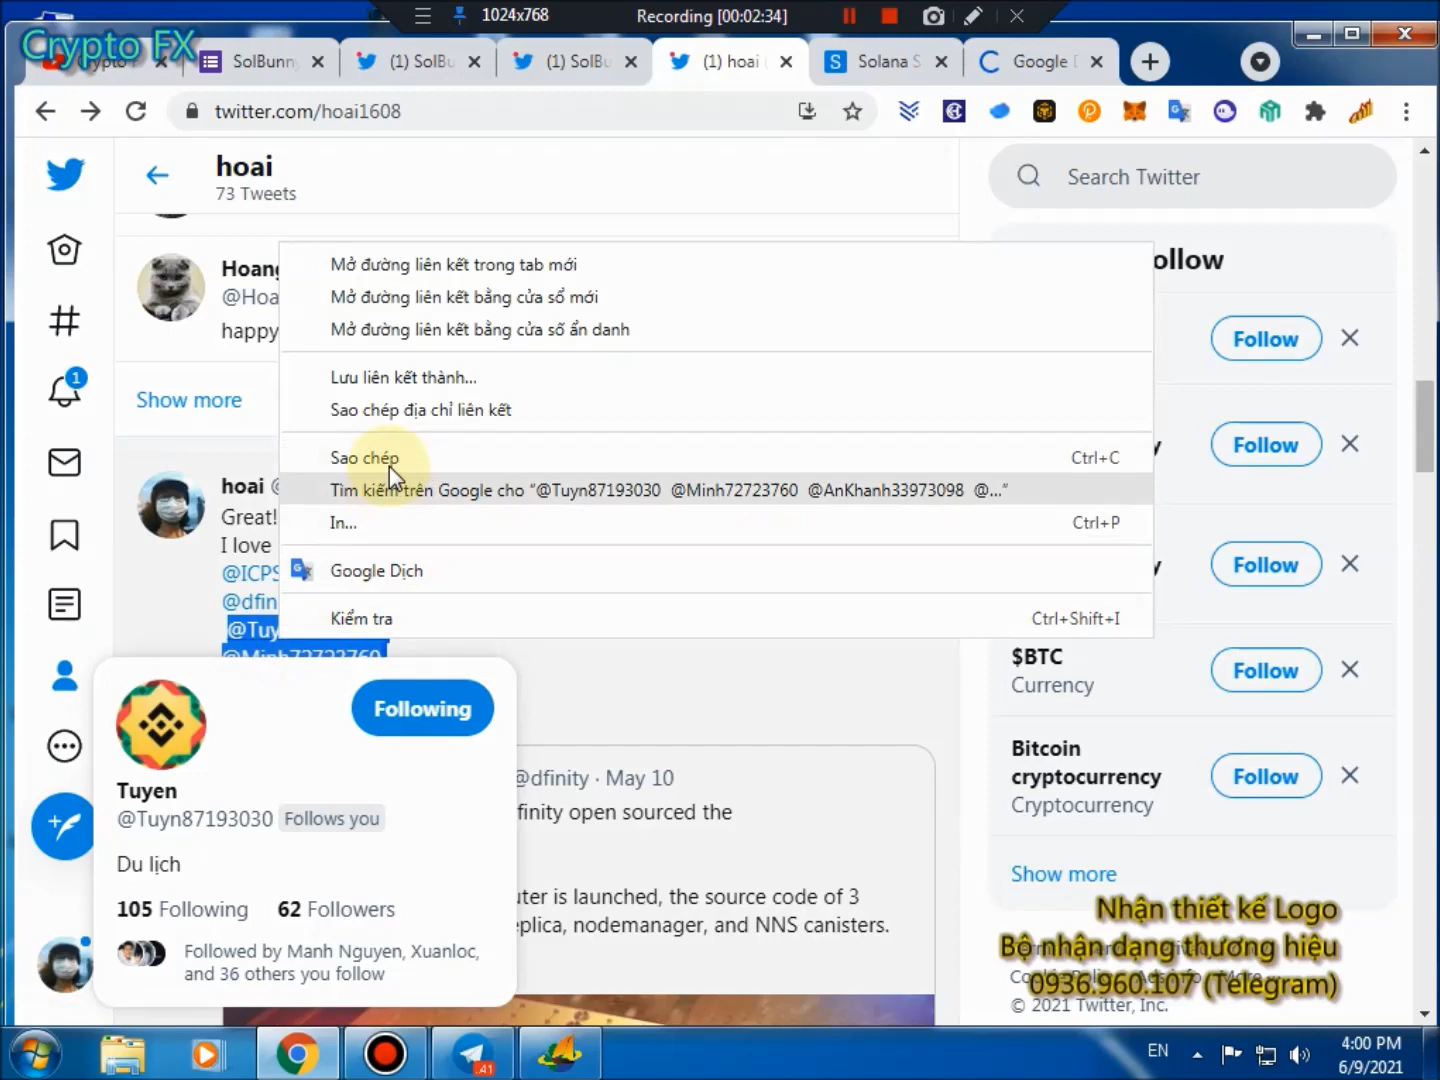 1024x768
Recording [00:02:34]
Crypto FX
SolBunn
(1) SolBu
(1) SolBu
(1) hoai
Solana S
Google D
twitter.com/hoai1608
hoai
73 Tweets
Search Twitter
Hoang
@Hoa
happy
Show more
Mở đường liên kết trong tab mới
Mở đường liên kết bằng cửa sổ mới
Mở đường liên kết bằng cửa sổ ẩn danh
Lưu liên kết thành...
Sao chép địa chỉ liên kết
Sao chép Ctrl+C
Tìm kiếm trên Google cho “@Tuyn87193030 @Minh72723760 @AnKhanh33973098 @...”
In... Ctrl+P
Google Dịch
Kiểm tra Ctrl+Shift+I
ollow
Follow
Follow
Follow
$BTC
Currency
Follow
Bitcoin
cryptocurrency
Cryptocurrency
Follow
Show more
1
hoai @
Great!
I love
@ICPS
@dfin
@Tuy
@Minh72723760
Following
Tuyen
@Tuyn87193030 Follows you
Du lịch
105 Following 62 Followers
Followed by Manh Nguyen, Xuanloc,
and 36 others you follow
@dfinity · May 10
finity open sourced the
uter is launched, the source code of 3
eplica, nodemanager, and NNS canisters.
Nhận thiết kế Logo
Bộ nhận dạng thương hiệu
0936.960.107 (Telegram)
© 2021 Twitter, Inc.
.41
EN
4:00 PM
6/9/2021